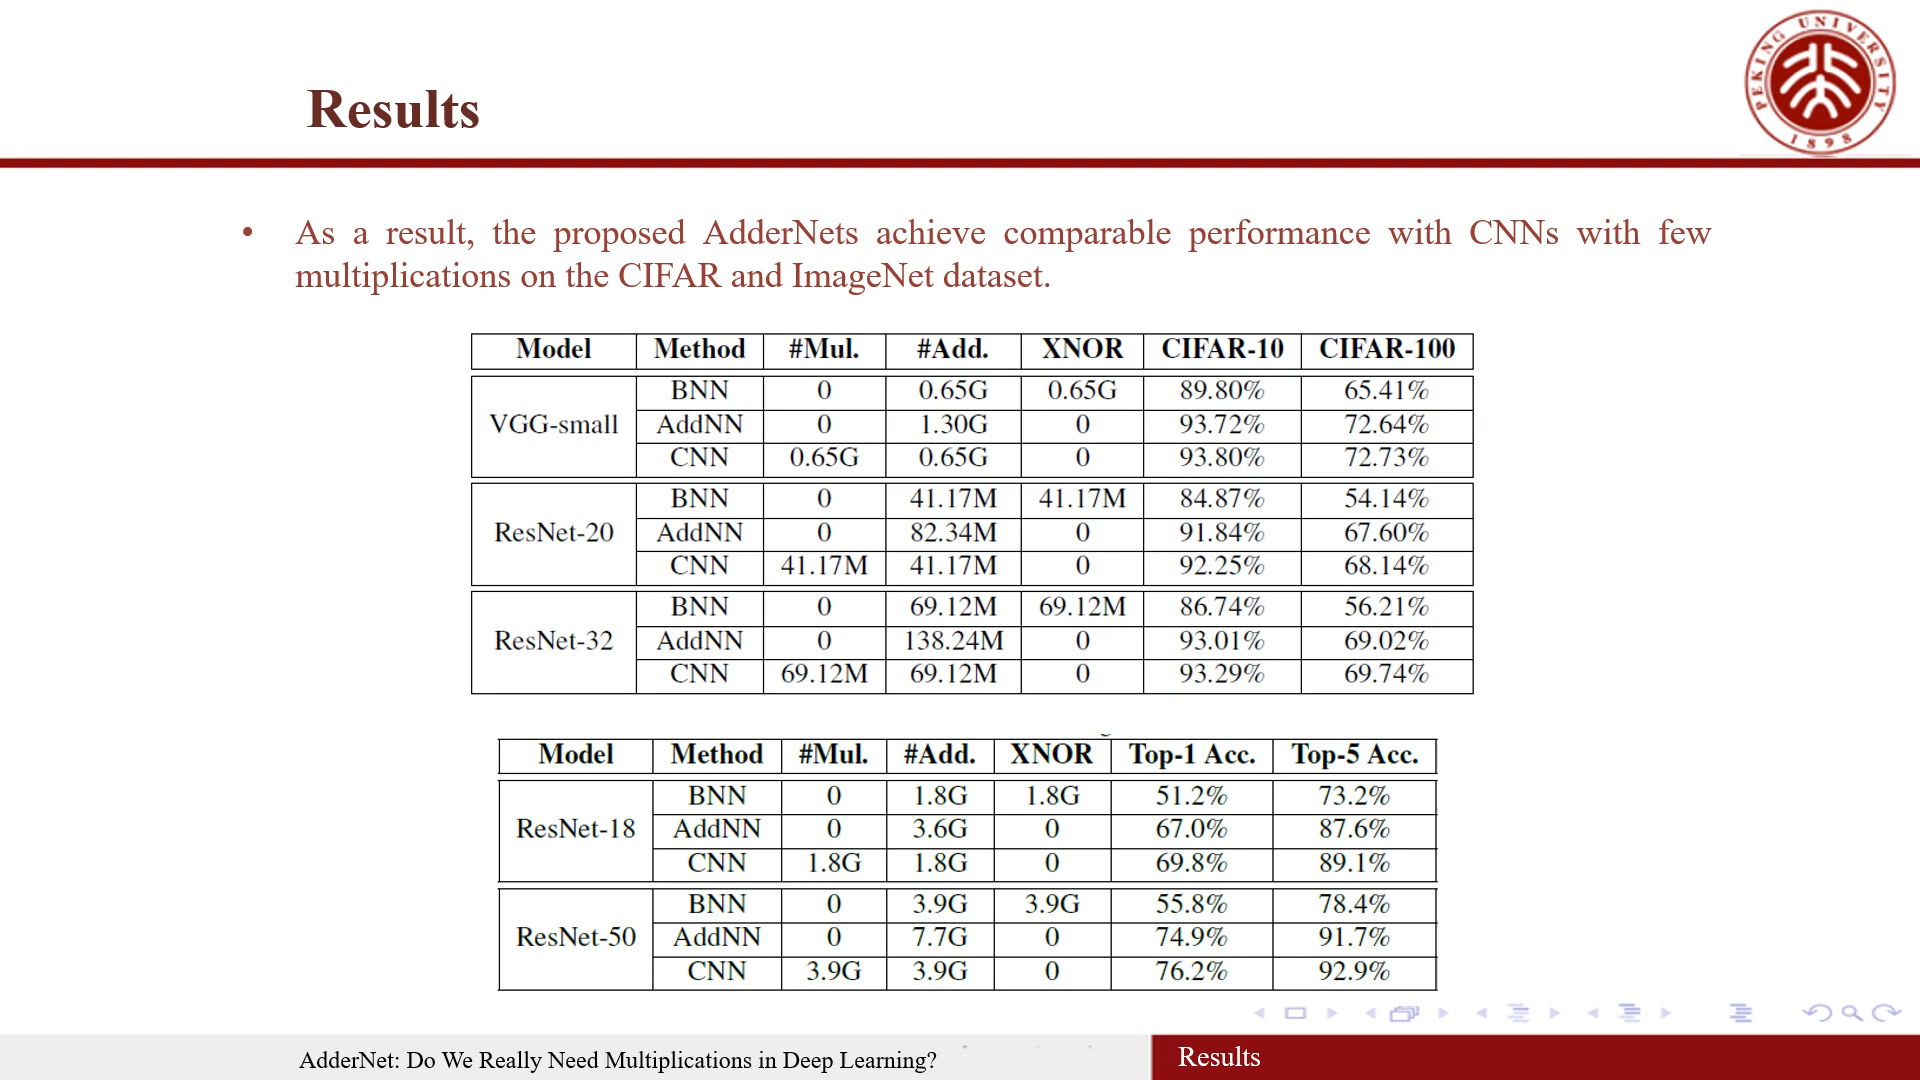 PEKING UNIVERSITY
1898
Results
• As a result, the proposed AdderNets achieve comparable performance with CNNs with few
multiplications on the CIFAR and ImageNet dataset.
Model Method #Mul. #Add. XNOR CIFAR-10 CIFAR-100
VGG-small BNN 0 0.65G 0.65G 89.80% 65.41%
AddNN 0 1.30G 0 93.72% 72.64%
CNN 0.65G 0.65G 0 93.80% 72.73%
ResNet-20 BNN 0 41.17M 41.17M 84.87% 54.14%
AddNN 0 82.34M 0 91.84% 67.60%
CNN 41.17M 41.17M 0 92.25% 68.14%
ResNet-32 BNN 0 69.12M 69.12M 86.74% 56.21%
AddNN 0 138.24M 0 93.01% 69.02%
CNN 69.12M 69.12M 0 93.29% 69.74%
Model Method #Mul. #Add. XNOR Top-1 Acc. Top-5 Acc.
ResNet-18 BNN 0 1.8G 1.8G 51.2% 73.2%
AddNN 0 3.6G 0 67.0% 87.6%
CNN 1.8G 1.8G 0 69.8% 89.1%
ResNet-50 BNN 0 3.9G 3.9G 55.8% 78.4%
AddNN 0 7.7G 0 74.9% 91.7%
CNN 3.9G 3.9G 0 76.2% 92.9%
AdderNet: Do We Really Need Multiplications in Deep Learning?
Results